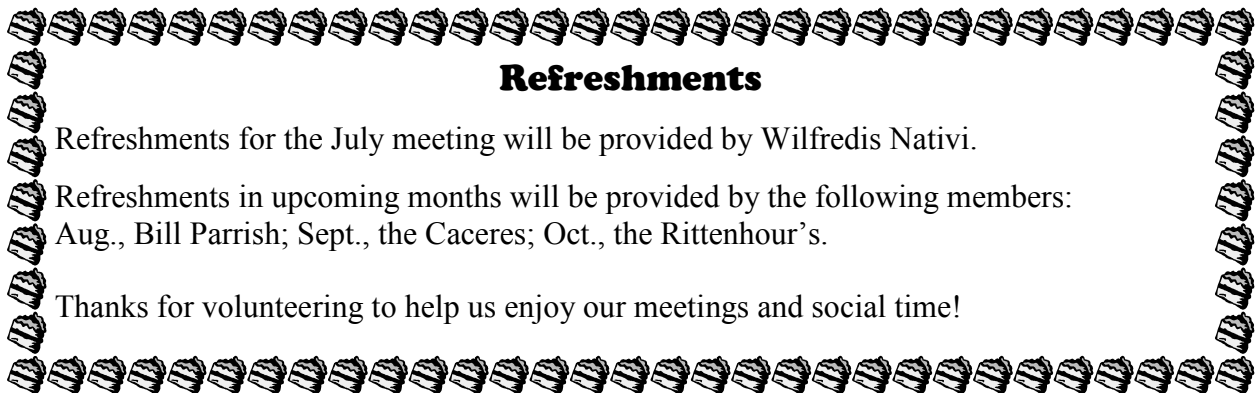 Refreshments
Refreshments for the July meeting will be provided by Wilfredis Nativi.
Refreshments in upcoming months will be provided by the following members:
Aug., Bill Parrish; Sept., the Caceres; Oct., the Rittenhour’s.
Thanks for volunteering to help us enjoy our meetings and social time!